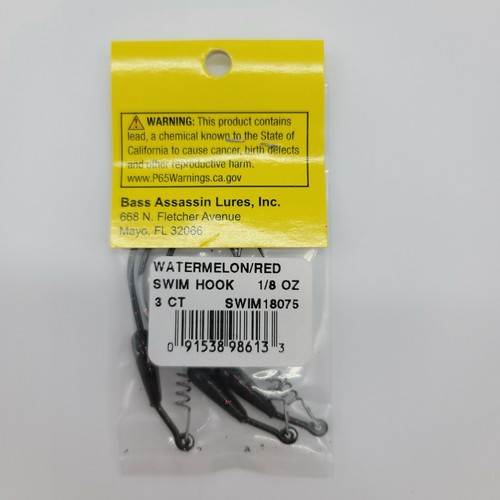 WARNING: This product contains
lead, a chemical known to the State of
California to cause cancer, birth defects
and other reproductive harm.
www.P65Warnings.ca.gov
Bass Assassin Lures, Inc.
658 N. Fletcher Avenue
Mayo, FL 32066
WATERMELON/RED
SWIM HOOK 1/8 OZ
3 CT SWIM18075
0 91538 98613 3